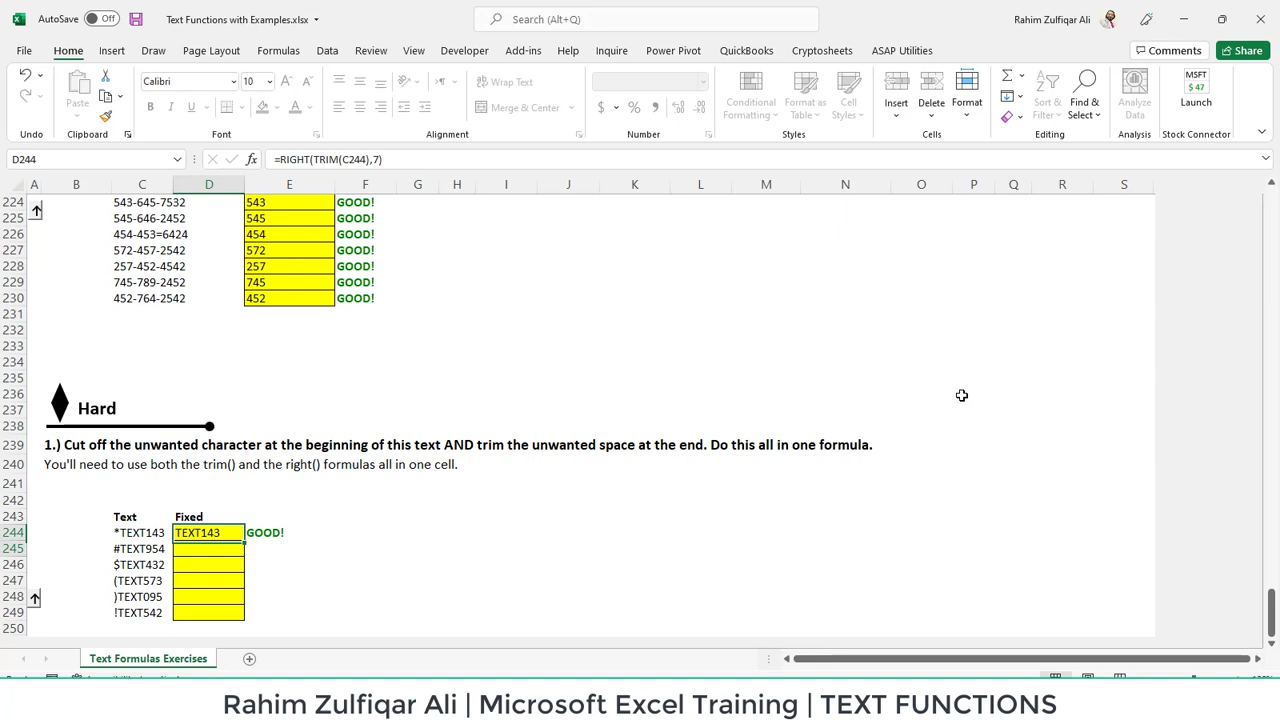 AutoSave Off Text Functions with Examples.xlsx Search (Alt+Q) Rahim Zulfiqar Ali
File Home Insert Draw Page Layout Formulas Data Review View Developer Add-ins Help Inquire Power Pivot QuickBooks Cryptosheets ASAP Utilities Comments Share
Calibri 10 Wrap Text MSFT
$ 47
Paste Merge & Center Conditional Formatting Format as Table Cell Styles Insert Delete Format Sort & Filter Find & Select Analyze Data Launch
Undo Clipboard Font Alignment Number Styles Cells Editing Analysis Stock Connector
D244 fx =RIGHT(TRIM(C244),7)
A B C D E F G H I J K L M N O P Q R S
224 543-645-7532 543 GOOD!
225 545-646-2452 545 GOOD!
226 454-453=6424 454 GOOD!
227 572-457-2542 572 GOOD!
228 257-452-4542 257 GOOD!
229 745-789-2452 745 GOOD!
230 452-764-2542 452 GOOD!
231
232
233
234
235
236
237 Hard
238
239 1.) Cut off the unwanted character at the beginning of this text AND trim the unwanted space at the end. Do this all in one formula.
240 You'll need to use both the trim() and the right() formulas all in one cell.
241
242
243 Text Fixed
244 *TEXT143 TEXT143 GOOD!
245 #TEXT954
246 $TEXT432
247 (TEXT573
248 )TEXT095
249 !TEXT542
250
Text Formulas Exercises
Rahim Zulfiqar Ali | Microsoft Excel Training | TEXT FUNCTIONS